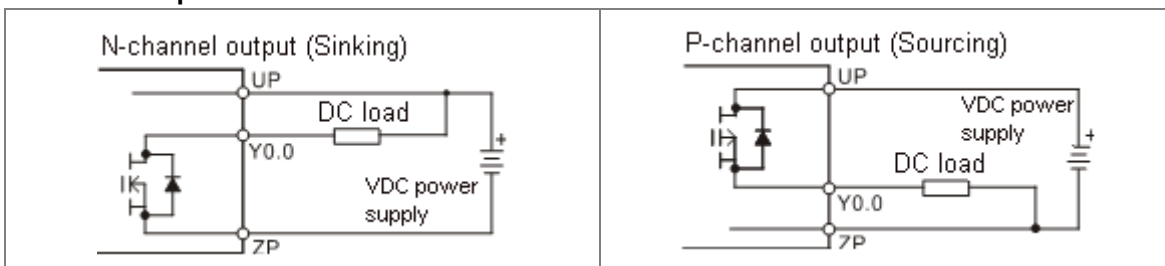 N-channel output (Sinking)
UP
DC load
Y0.0
VDC power
supply
ZP
P-channel output (Sourcing)
UP
VDC power
supply
DC load
Y0.0
ZP